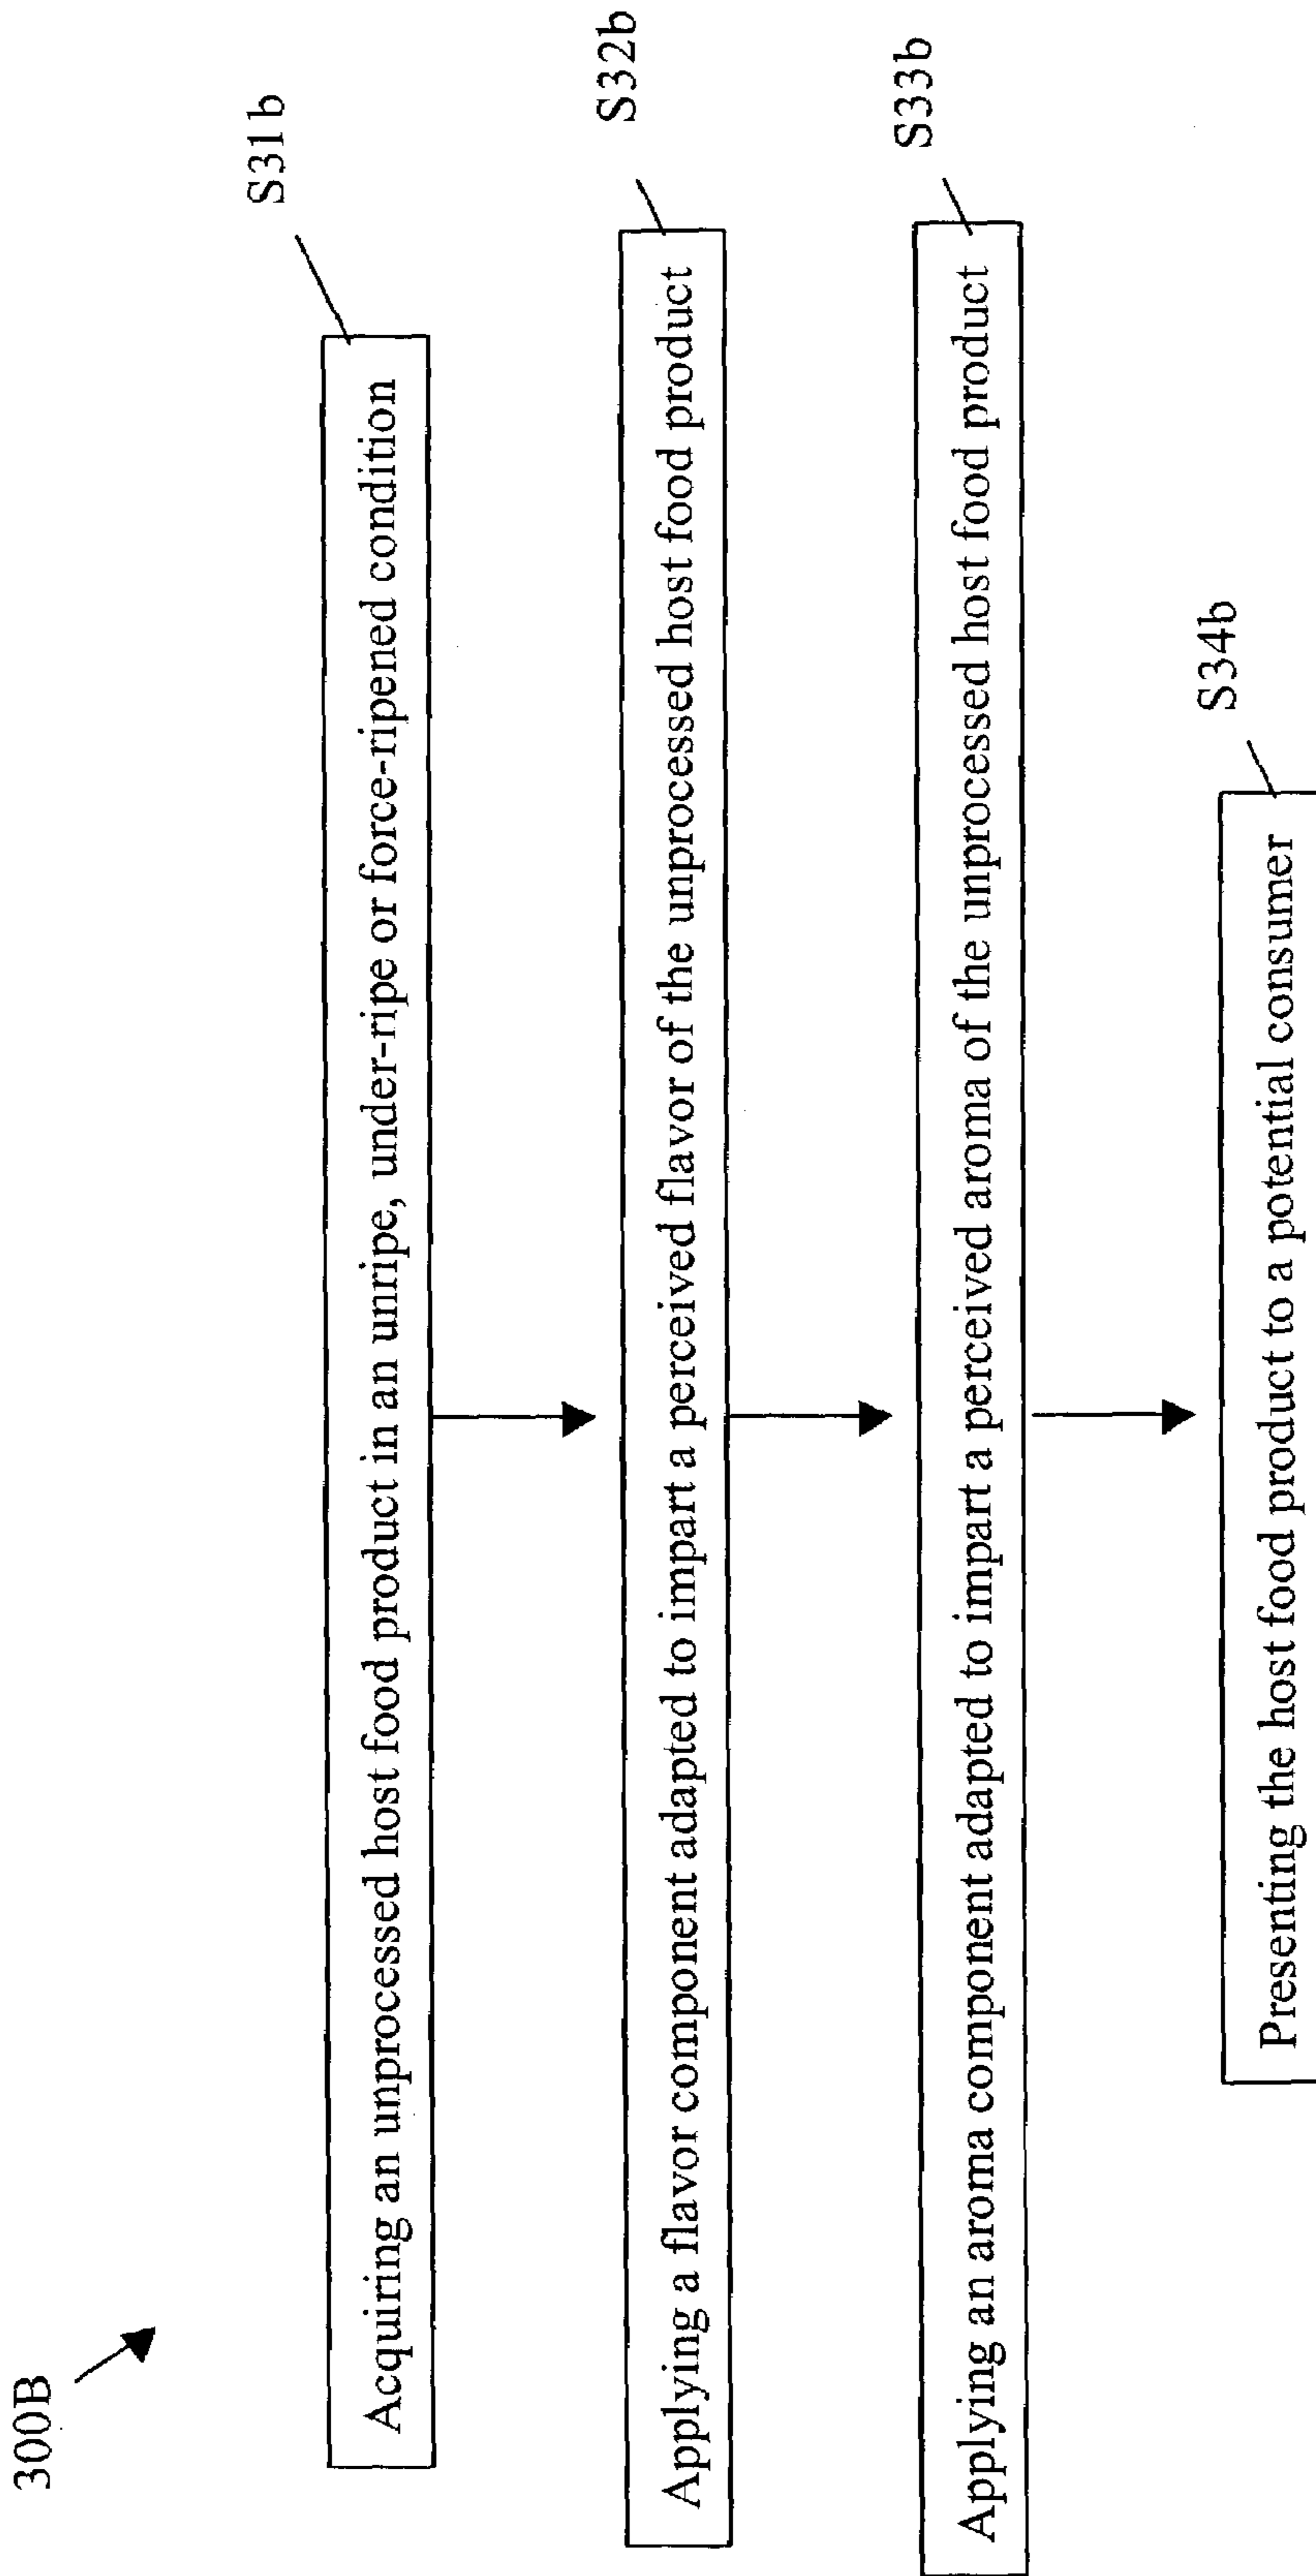 300B
S31b
Acquiring an unprocessed host food product in an unripe, under-ripe or force-ripened condition
S32b
Applying a flavor component adapted to impart a perceived flavor of the unprocessed host food product
S33b
Applying an aroma component adapted to impart a perceived aroma of the unprocessed host food product
S34b
Presenting the host food product to a potential consumer